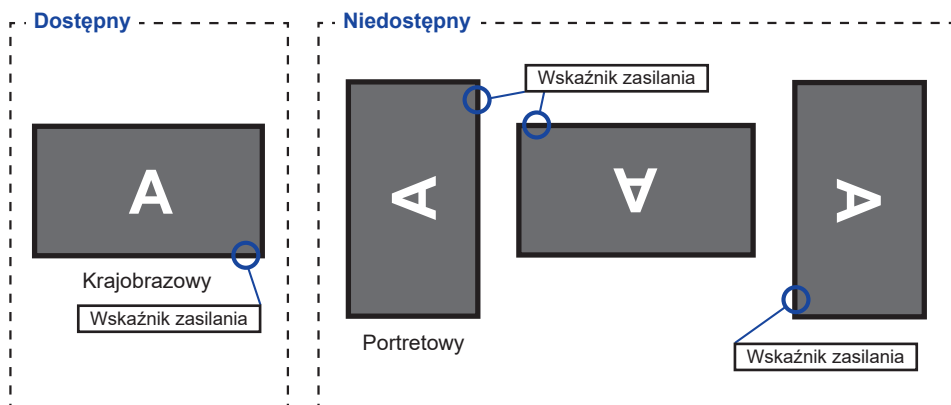 Dostępny
A
Krajobrazowy
Wskaźnik zasilania
Niedostępny
Wskaźnik zasilania
A
A
A
Portretowy
Wskaźnik zasilania